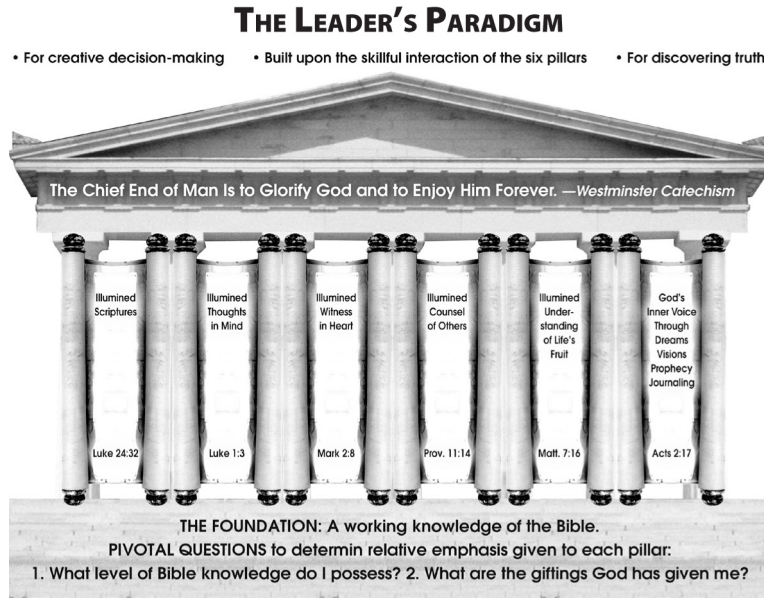 THE LEADER'S PARADIGM
• For creative decision-making • Built upon the skillful interaction of the six pillars • For discovering truth
The Chief End of Man Is to Glorify God and to Enjoy Him Forever. —Westminster Catechism
Illumined
Scriptures
Luke 24:32
Illumined
Thoughts
in Mind
Luke 1:3
Illumined
Witness
in Heart
Mark 2:8
Illumined
Counsel
of Others
Prov. 11:14
Illumined
Under-
standing
of Life's
Fruit
Matt. 7:16
God's
Inner Voice
Through
Dreams
Visions
Prophecy
Journaling
Acts 2:17
THE FOUNDATION: A working knowledge of the Bible.
PIVOTAL QUESTIONS to determin relative emphasis given to each pillar:
1. What level of Bible knowledge do I possess? 2. What are the giftings God has given me?